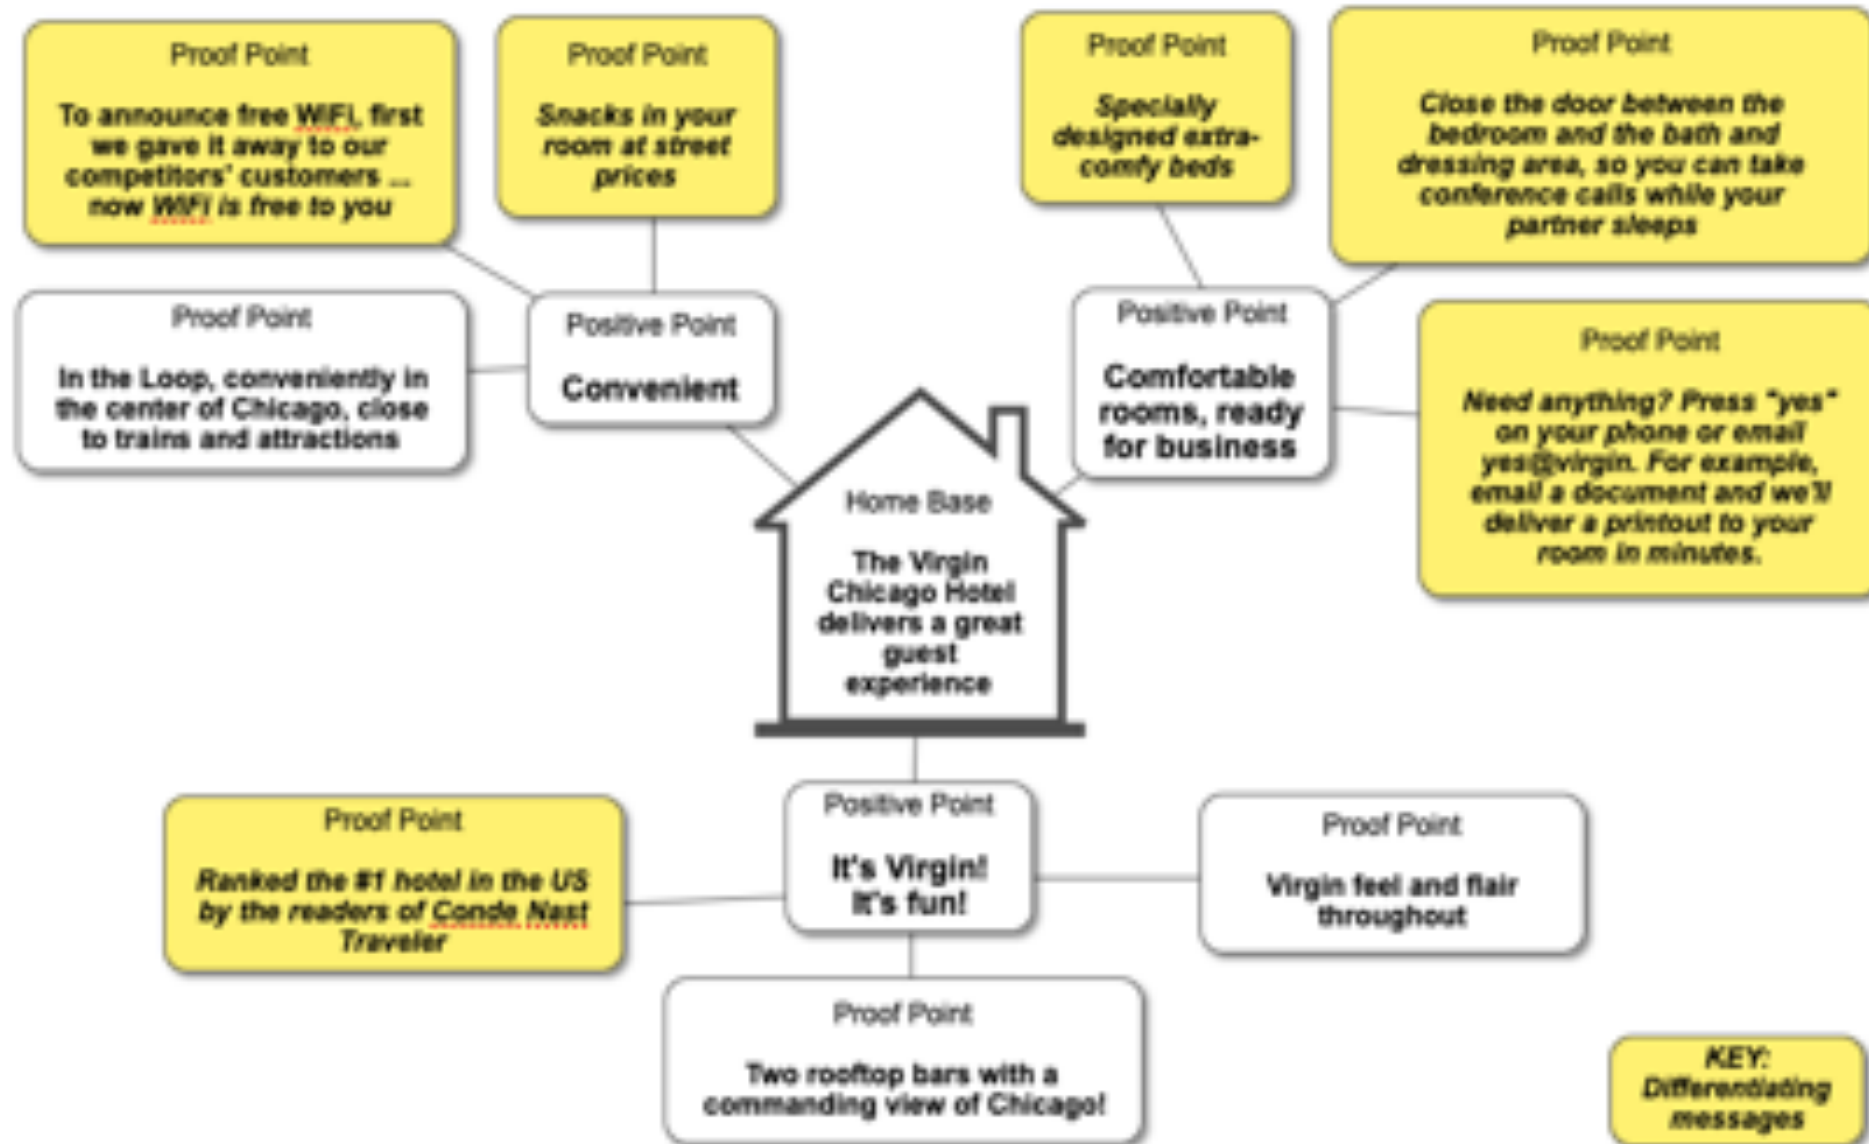 Proof Point
To announce free WiFi, first
we gave it away to our
competitors' customers ...
now WiFi is free to you
Proof Point
Snacks in your
room at street
prices
Proof Point
Specially
designed extra-
comfy beds
Proof Point
Close the door between the
bedroom and the bath and
dressing area, so you can take
conference calls while your
partner sleeps
Proof Point
In the Loop, conveniently in
the center of Chicago, close
to trains and attractions
Positive Point
Convenient
Positive Point
Comfortable
rooms, ready
for business
Proof Point
Need anything? Press "yes"
on your phone or email
yes@virgin. For example,
email a document and we'll
deliver a printout to your
room in minutes.
Home Base
The Virgin
Chicago Hotel
delivers a great
guest
experience
Proof Point
Ranked the #1 hotel in the US
by the readers of Conde Nast
Traveler
Positive Point
It's Virgin!
It's fun!
Proof Point
Virgin feel and flair
throughout
Proof Point
Two rooftop bars with a
commanding view of Chicago!
KEY:
Differentiating
messages